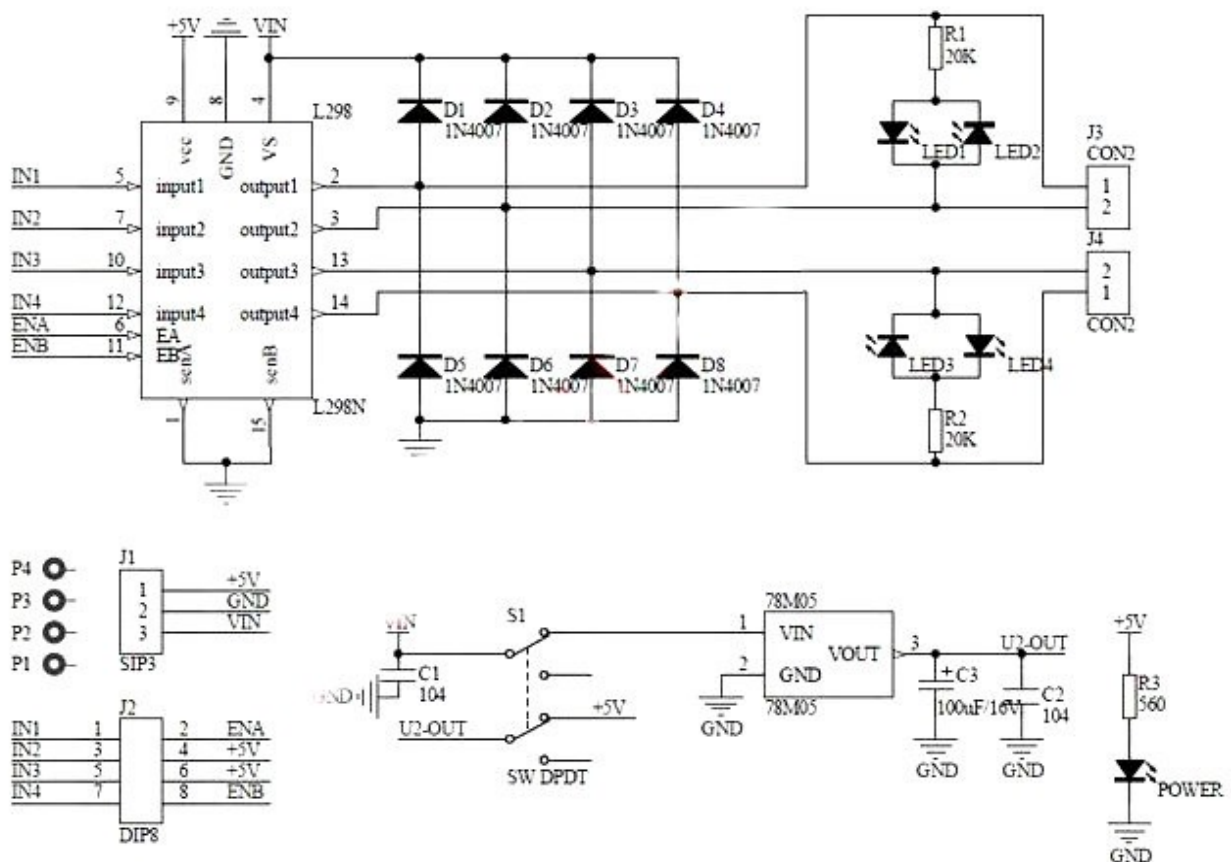 +5V VIN
9 8 4
L298
vcc GND VS
IN1 5 input1 output1 2
IN2 7 input2 output2 3
IN3 10 input3 output3 13
IN4 12 input4 output4 14
ENA 6 EA
ENB 11 EB
senA senB
L298N
1 15
D1 1N4007
D2 1N4007
D3 1N4007
D4 1N4007
D5 1N4007
D6 1N4007
D7 1N4007
D8 1N4007
R1
20K
LED1 LED2
J3
CON2
1
2
J4
2
1
CON2
LED3 LED4
R2
20K
P4
P3
P2
P1
J1
1 +5V
2 GND
3 VIN
SIP3
J2
IN1 1 2 ENA
IN2 3 4 +5V
IN3 5 6 +5V
IN4 7 8 ENB
DIP8
VIN
S1
GND
C1
104
U2-OUT
+5V
SW DPDT
78M05
1 VIN
VOUT 3
2 GND
78M05
GND
U2-OUT
+ C3
100uF/16V
C2
104
GND GND
+5V
R3
560
POWER
GND